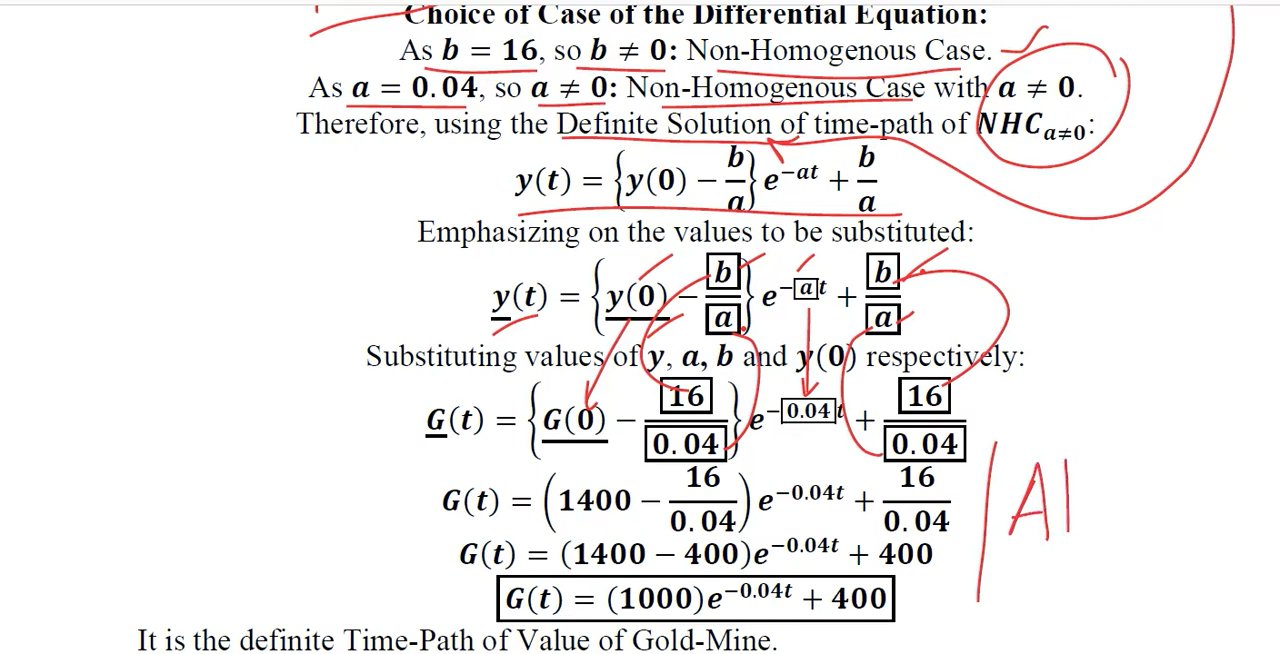 Choice of Case of the Differential Equation:
As b = 16, so b ≠ 0: Non-Homogenous Case.
As a = 0.04, so a ≠ 0: Non-Homogenous Case with a ≠ 0.
Therefore, using the Definite Solution of time-path of NHC_{a≠0}:
y(t) = {y(0) − b/a} e^{−at} + b/a
Emphasizing on the values to be substituted:
y(t) = {y(0) − b/a} e^{−at} + b/a
Substituting values of y, a, b and y(0) respectively:
G(t) = {G(0) − 16/0.04} e^{−0.04t} + 16/0.04
G(t) = (1400 − 16/0.04) e^{−0.04t} + 16/0.04
G(t) = (1400 − 400)e^{−0.04t} + 400
G(t) = (1000)e^{−0.04t} + 400
It is the definite Time-Path of Value of Gold-Mine.